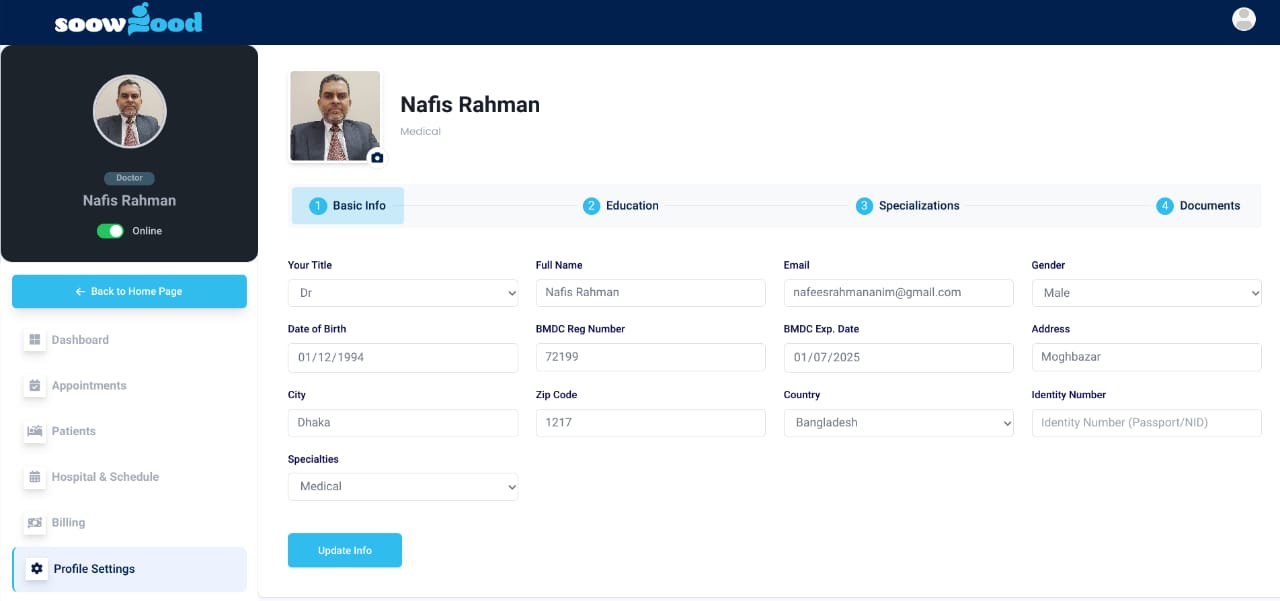 soowgood
Doctor
Nafis Rahman
Online
← Back to Home Page
Dashboard
Appointments
Patients
Hospital & Schedule
Billing
Profile Settings
Nafis Rahman
Medical
1 Basic Info 2 Education 3 Specializations 4 Documents
Your Title Full Name Email Gender
Dr Nafis Rahman nafeesrahmananim@gmail.com Male
Date of Birth BMDC Reg Number BMDC Exp. Date Address
01/12/1994 72199 01/07/2025 Moghbazar
City Zip Code Country Identity Number
Dhaka 1217 Bangladesh Identity Number (Passport/NID)
Specialties
Medical
Update Info